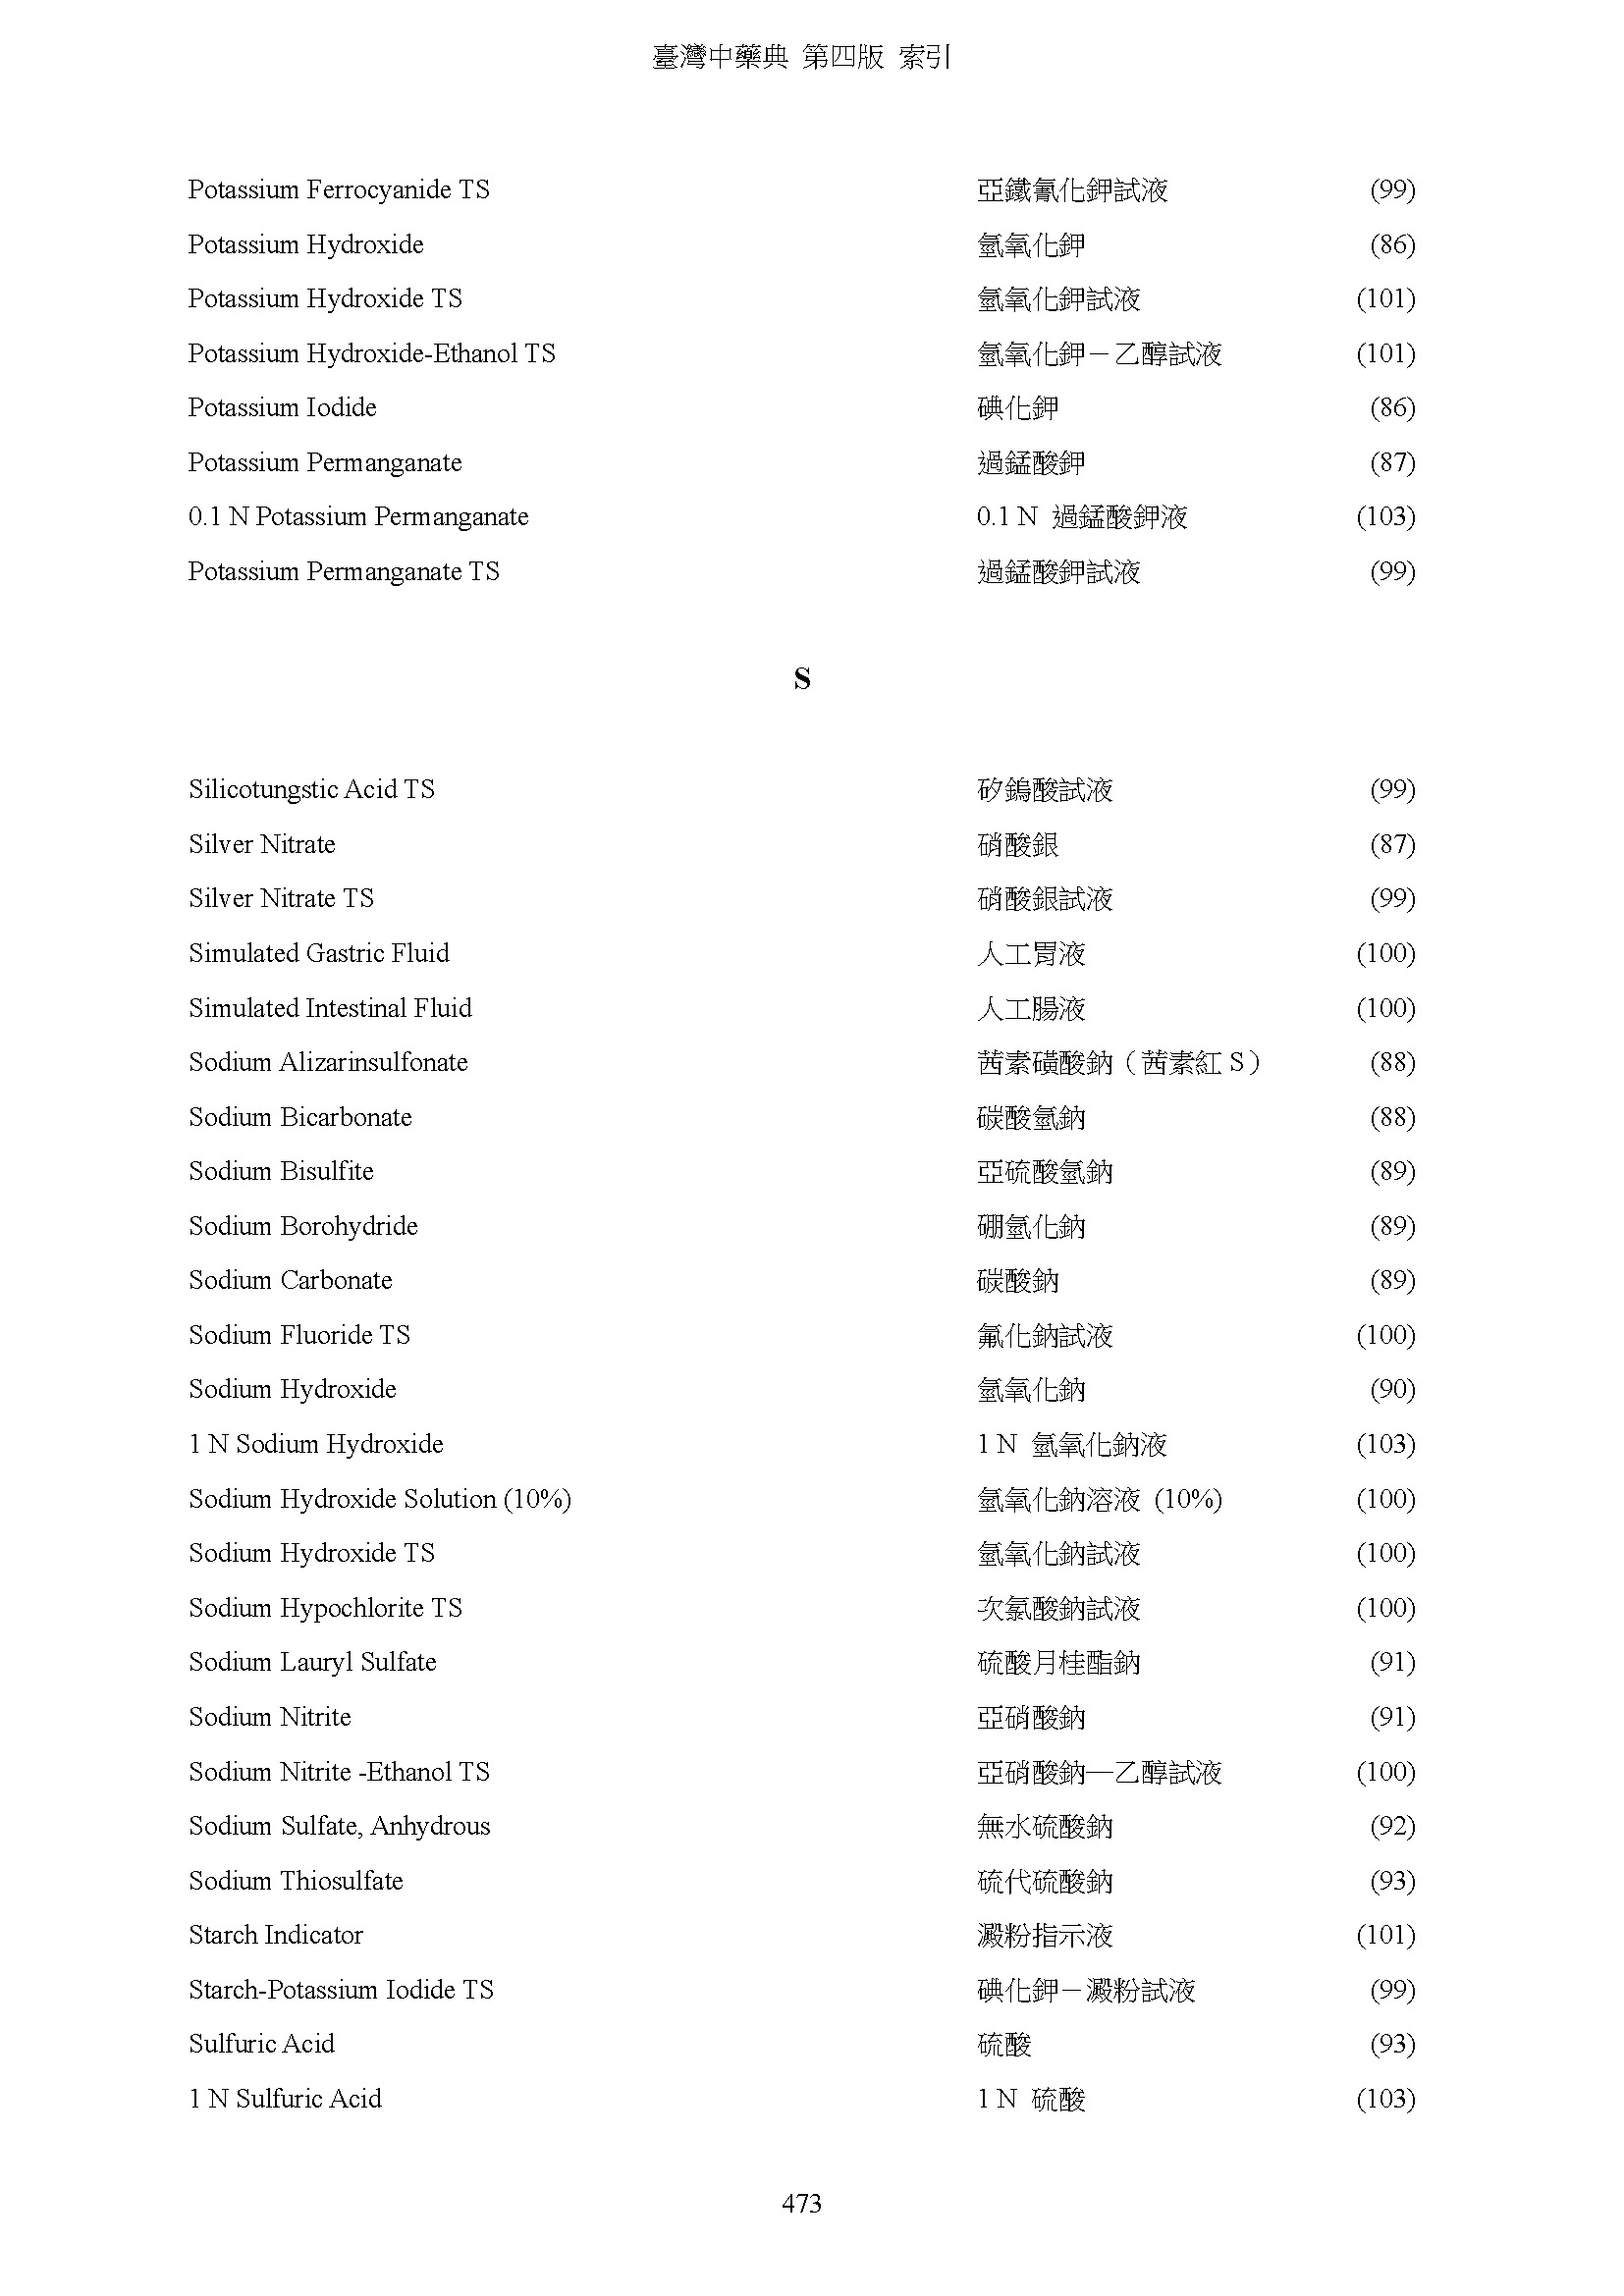 臺灣中藥典 第四版 索引
Potassium Ferrocyanide TS 亞鐵氰化鉀試液 (99)
Potassium Hydroxide 氫氧化鉀 (86)
Potassium Hydroxide TS 氫氧化鉀試液 (101)
Potassium Hydroxide-Ethanol TS 氫氧化鉀－乙醇試液 (101)
Potassium Iodide 碘化鉀 (86)
Potassium Permanganate 過錳酸鉀 (87)
0.1 N Potassium Permanganate 0.1 N 過錳酸鉀液 (103)
Potassium Permanganate TS 過錳酸鉀試液 (99)
S
Silicotungstic Acid TS 矽鎢酸試液 (99)
Silver Nitrate 硝酸銀 (87)
Silver Nitrate TS 硝酸銀試液 (99)
Simulated Gastric Fluid 人工胃液 (100)
Simulated Intestinal Fluid 人工腸液 (100)
Sodium Alizarinsulfonate 茜素磺酸鈉（茜素紅 S） (88)
Sodium Bicarbonate 碳酸氫鈉 (88)
Sodium Bisulfite 亞硫酸氫鈉 (89)
Sodium Borohydride 硼氫化鈉 (89)
Sodium Carbonate 碳酸鈉 (89)
Sodium Fluoride TS 氟化鈉試液 (100)
Sodium Hydroxide 氫氧化鈉 (90)
1 N Sodium Hydroxide 1 N 氫氧化鈉液 (103)
Sodium Hydroxide Solution (10%) 氫氧化鈉溶液 (10%) (100)
Sodium Hydroxide TS 氫氧化鈉試液 (100)
Sodium Hypochlorite TS 次氯酸鈉試液 (100)
Sodium Lauryl Sulfate 硫酸月桂酯鈉 (91)
Sodium Nitrite 亞硝酸鈉 (91)
Sodium Nitrite -Ethanol TS 亞硝酸鈉—乙醇試液 (100)
Sodium Sulfate, Anhydrous 無水硫酸鈉 (92)
Sodium Thiosulfate 硫代硫酸鈉 (93)
Starch Indicator 澱粉指示液 (101)
Starch-Potassium Iodide TS 碘化鉀－澱粉試液 (99)
Sulfuric Acid 硫酸 (93)
1 N Sulfuric Acid 1 N 硫酸 (103)
473